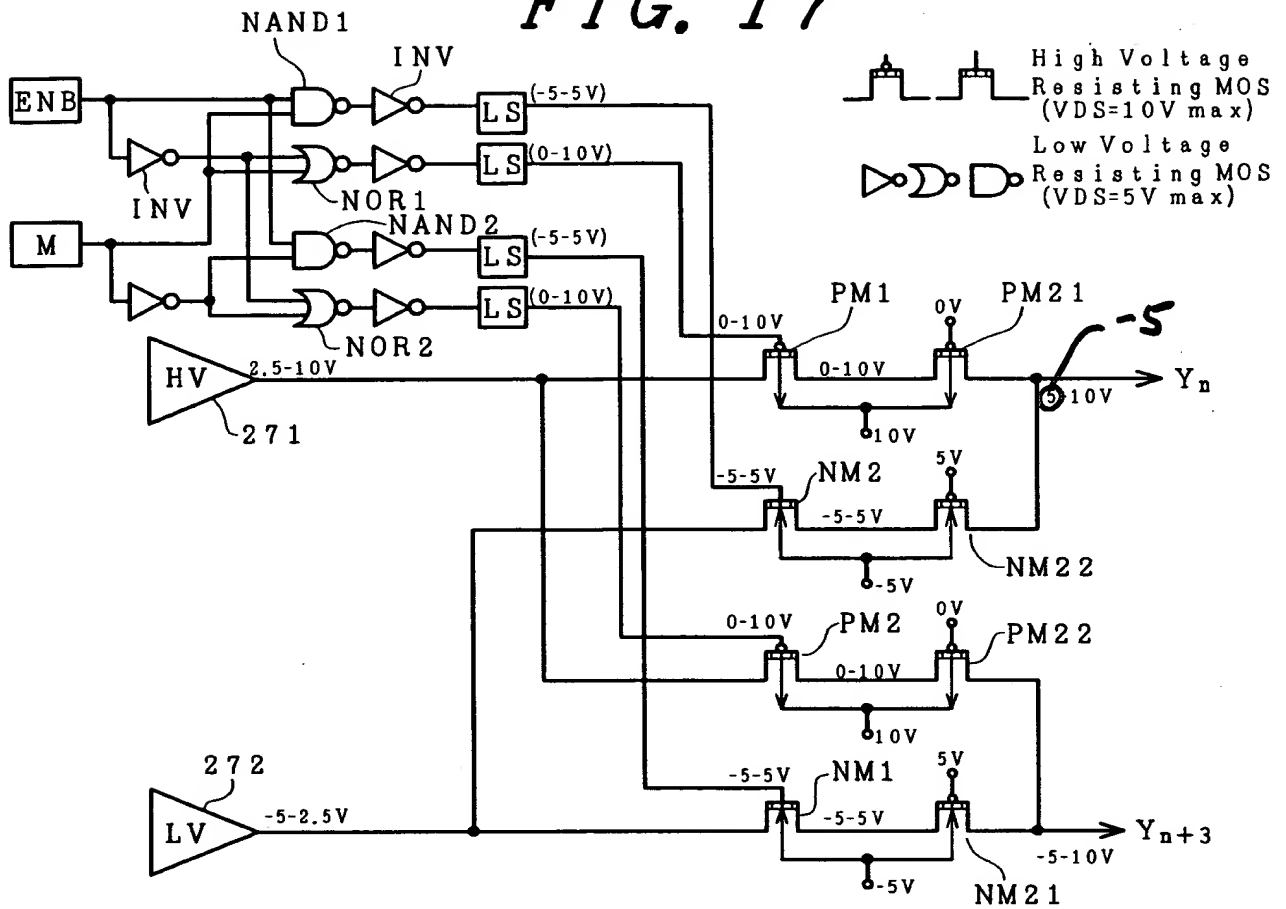 FIG. 17
NAND1
INV
ENB
LS
(-5-5V)
LS
(0-10V)
INV
NOR1
NAND2
M
LS
(-5-5V)
LS
(0-10V)
NOR2
High Voltage
Resisting MOS
(VDS=10V max)
Low Voltage
Resisting MOS
(VDS=5V max)
HV
2.5-10V
271
PM1
PM21
0-10V
0V
-5
0-10V
Yn
5-10V
10V
-5-5V
NM2
5V
-5-5V
NM22
-5V
0-10V
PM2
0V
PM22
0-10V
10V
272
LV
-5-2.5V
-5-5V
NM1
5V
-5-5V
Yn+3
-5-10V
-5V
NM21